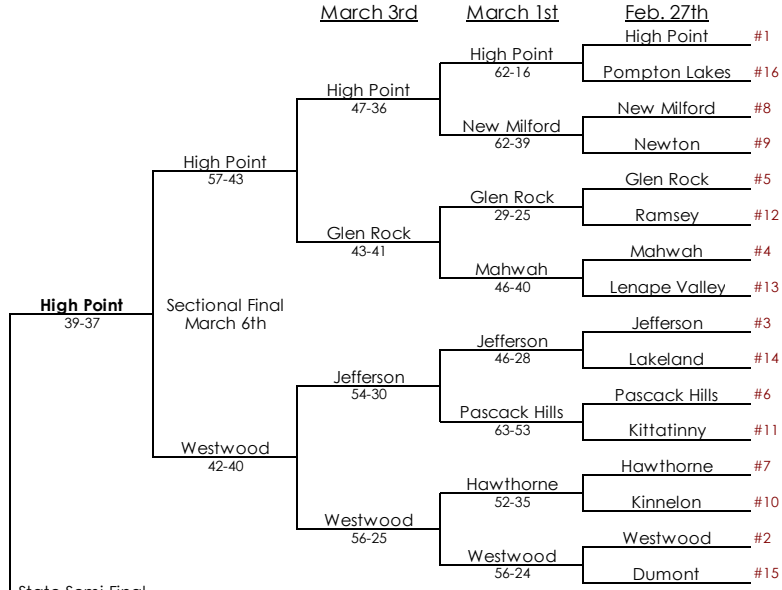 March 3rd March 1st Feb. 27th
High Point #1
High Point
62-16
Pompton Lakes #16
High Point
47-36
New Milford #8
New Milford
62-39
Newton #9
High Point
57-43
Glen Rock #5
Glen Rock
29-25
Ramsey #12
Glen Rock
43-41
Mahwah #4
Mahwah
46-40
Lenape Valley #13
High Point
39-37
Sectional Final
March 6th
Jefferson #3
Jefferson
46-28
Lakeland #14
Jefferson
54-30
Pascack Hills #6
Pascack Hills
63-53
Kittatinny #11
Westwood
42-40
Hawthorne #7
Hawthorne
52-35
Kinnelon #10
Westwood
56-25
Westwood #2
Westwood
56-24
Dumont #15
State Semi Final